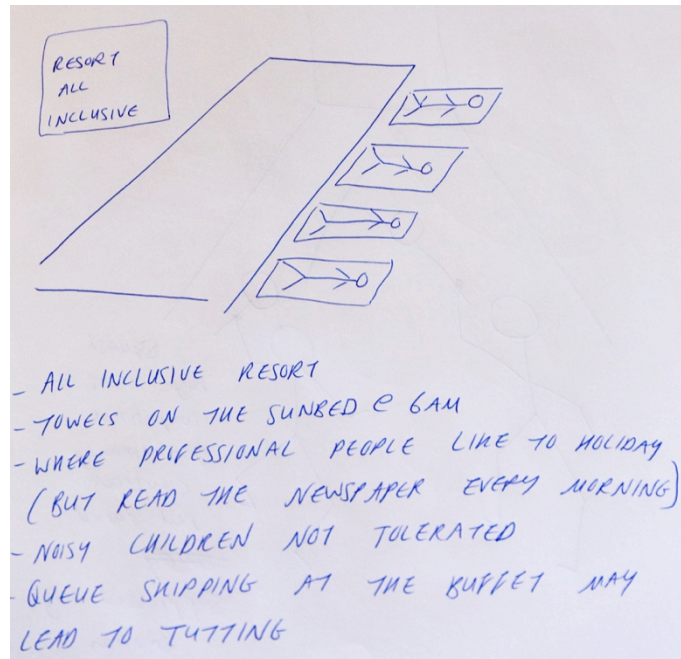 RESORT
ALL
INCLUSIVE
- ALL INCLUSIVE RESORT
- TOWELS ON THE SUNBED @ 6AM
- WHERE PROFESSIONAL PEOPLE LIKE TO HOLIDAY
(BUT READ THE NEWSPAPER EVERY MORNING)
- NOISY CHILDREN NOT TOLERATED
- QUEUE SKIPPING AT THE BUFFET MAY
LEAD TO TUTTING